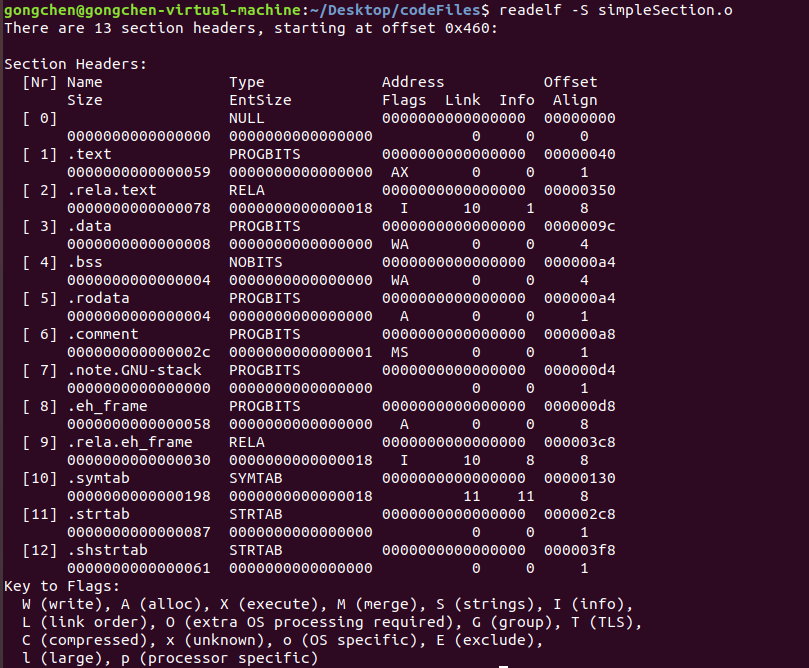 gongchen@gongchen-virtual-machine:~/Desktop/codeFiles$ readelf -S simpleSection.o
There are 13 section headers, starting at offset 0x460:

Section Headers:
  [Nr] Name              Type             Address           Offset
       Size              EntSize          Flags  Link  Info  Align
  [ 0]                   NULL             0000000000000000  00000000
       0000000000000000  0000000000000000           0     0     0
  [ 1] .text             PROGBITS         0000000000000000  00000040
       0000000000000059  0000000000000000  AX       0     0     1
  [ 2] .rela.text        RELA             0000000000000000  00000350
       0000000000000078  0000000000000018   I      10     1     8
  [ 3] .data             PROGBITS         0000000000000000  0000009c
       0000000000000008  0000000000000000  WA       0     0     4
  [ 4] .bss              NOBITS           0000000000000000  000000a4
       0000000000000004  0000000000000000  WA       0     0     4
  [ 5] .rodata           PROGBITS         0000000000000000  000000a4
       0000000000000004  0000000000000000   A       0     0     1
  [ 6] .comment          PROGBITS         0000000000000000  000000a8
       000000000000002c  0000000000000001  MS       0     0     1
  [ 7] .note.GNU-stack   PROGBITS         0000000000000000  000000d4
       0000000000000000  0000000000000000           0     0     1
  [ 8] .eh_frame         PROGBITS         0000000000000000  000000d8
       0000000000000058  0000000000000000   A       0     0     8
  [ 9] .rela.eh_frame    RELA             0000000000000000  000003c8
       0000000000000030  0000000000000018   I      10     8     8
  [10] .symtab           SYMTAB           0000000000000000  00000130
       0000000000000198  0000000000000018          11    11     8
  [11] .strtab           STRTAB           0000000000000000  000002c8
       0000000000000087  0000000000000000           0     0     1
  [12] .shstrtab         STRTAB           0000000000000000  000003f8
       0000000000000061  0000000000000000           0     0     1
Key to Flags:
  W (write), A (alloc), X (execute), M (merge), S (strings), I (info),
  L (link order), O (extra OS processing required), G (group), T (TLS),
  C (compressed), x (unknown), o (OS specific), E (exclude),
  l (large), p (processor specific)